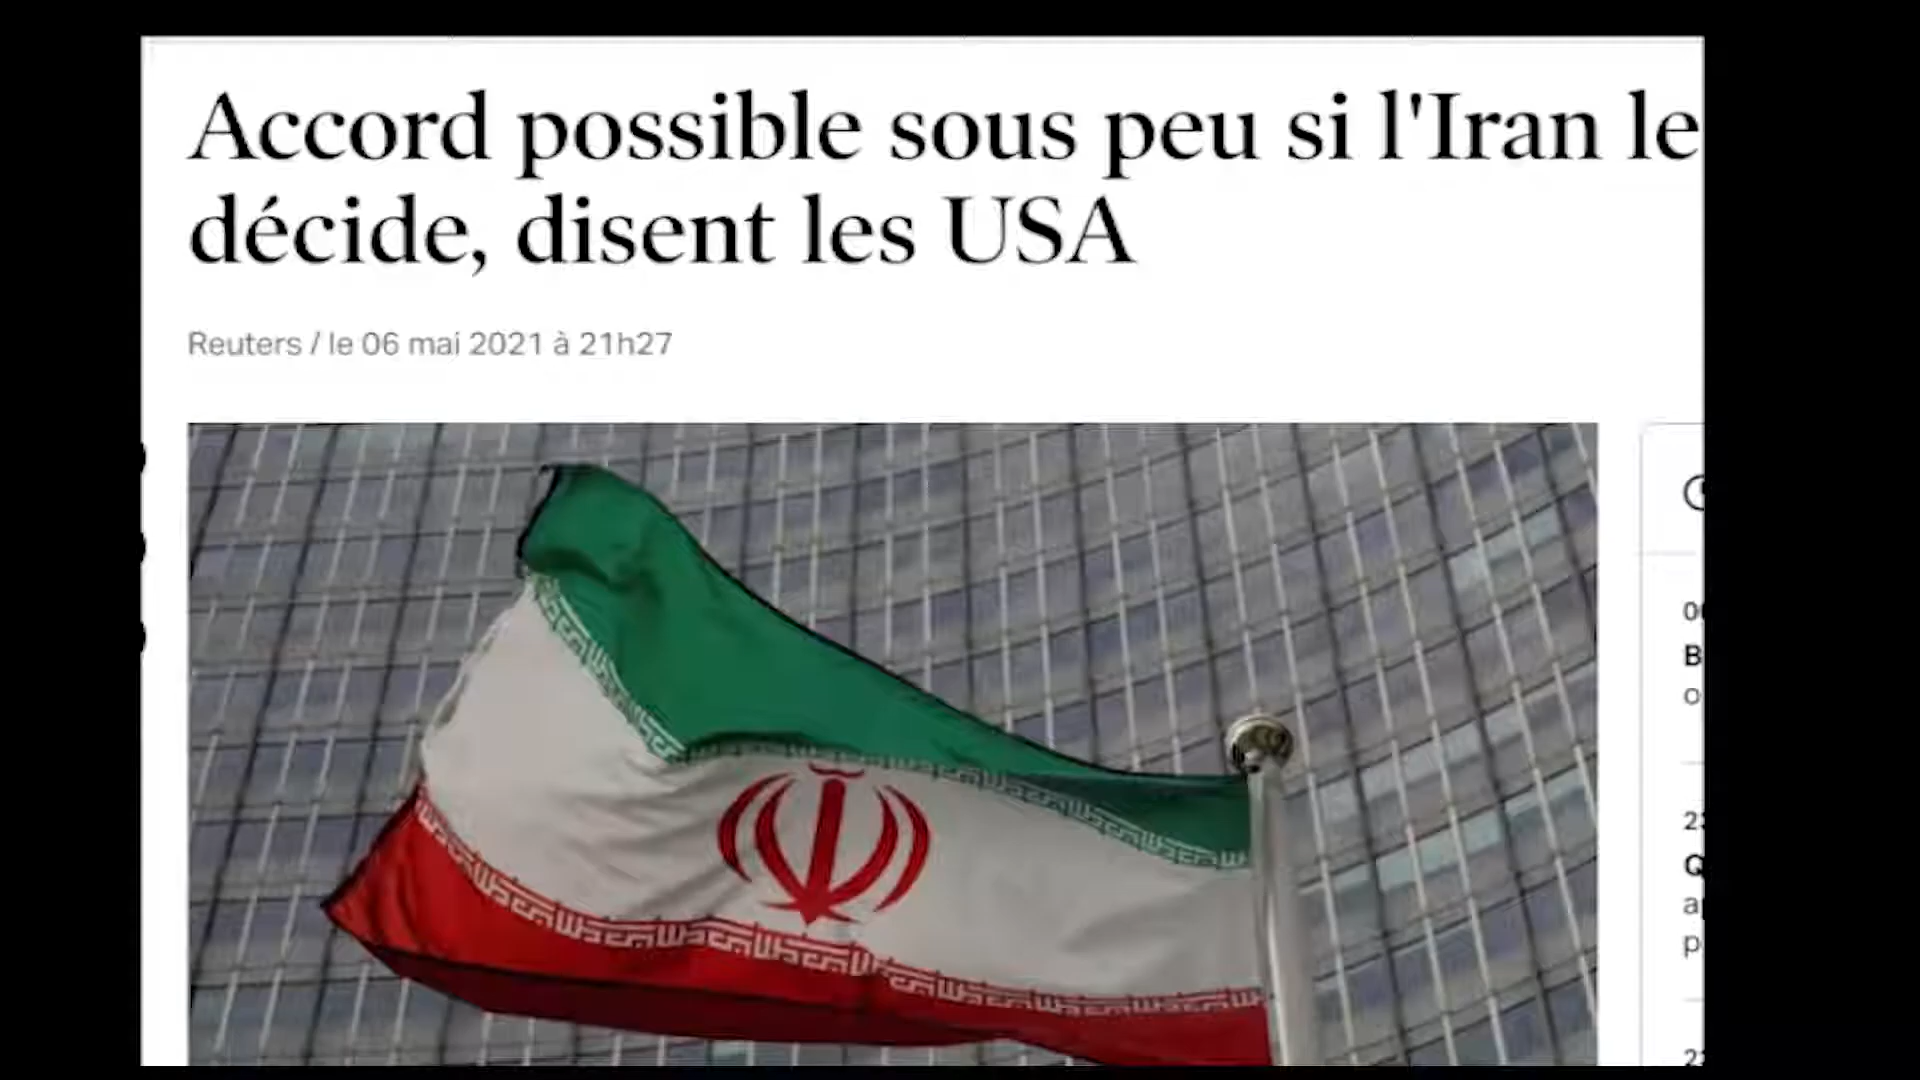 Accord possible sous peu si l'Iran le
décide, disent les USA
Reuters / le 06 mai 2021 à 21h27